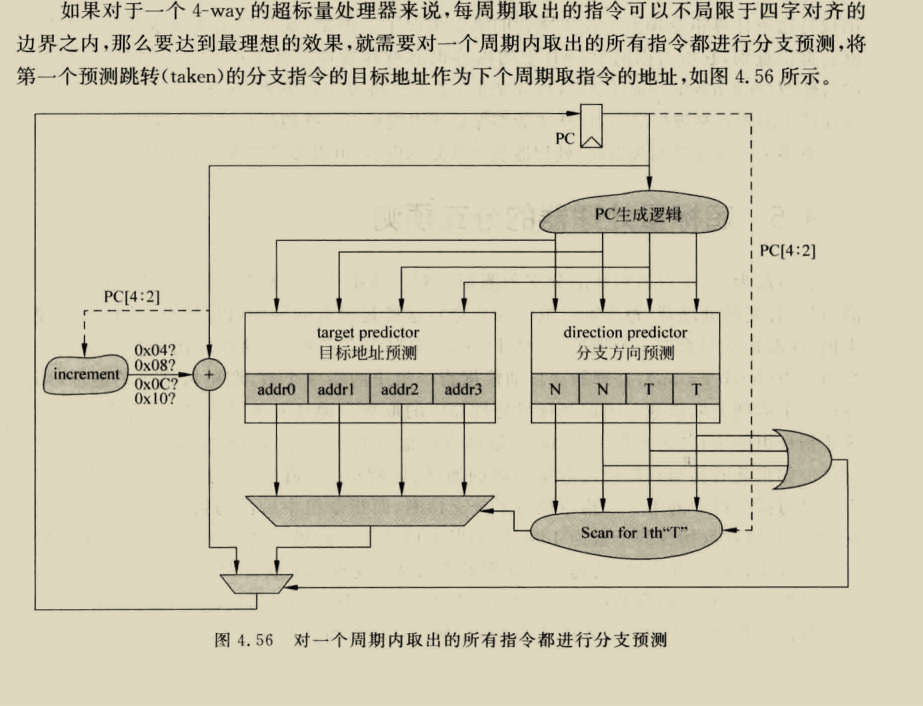 如果对于一个 4-way 的超标量处理器来说,每周期取出的指令可以不局限于四字对齐的
边界之内,那么要达到最理想的效果,就需要对一个周期内取出的所有指令都进行分支预测,将
第一个预测跳转(taken)的分支指令的目标地址作为下个周期取指令的地址,如图 4.56 所示。
PC
PC生成逻辑
PC[4:2]
PC[4:2]
target predictor
目标地址预测
direction predictor
分支方向预测
increment
0x04?
0x08?
0x0C?
0x10?
+
addr0 addr1 addr2 addr3
N N T T
Scan for 1th“T”
图 4.56 对一个周期内取出的所有指令都进行分支预测